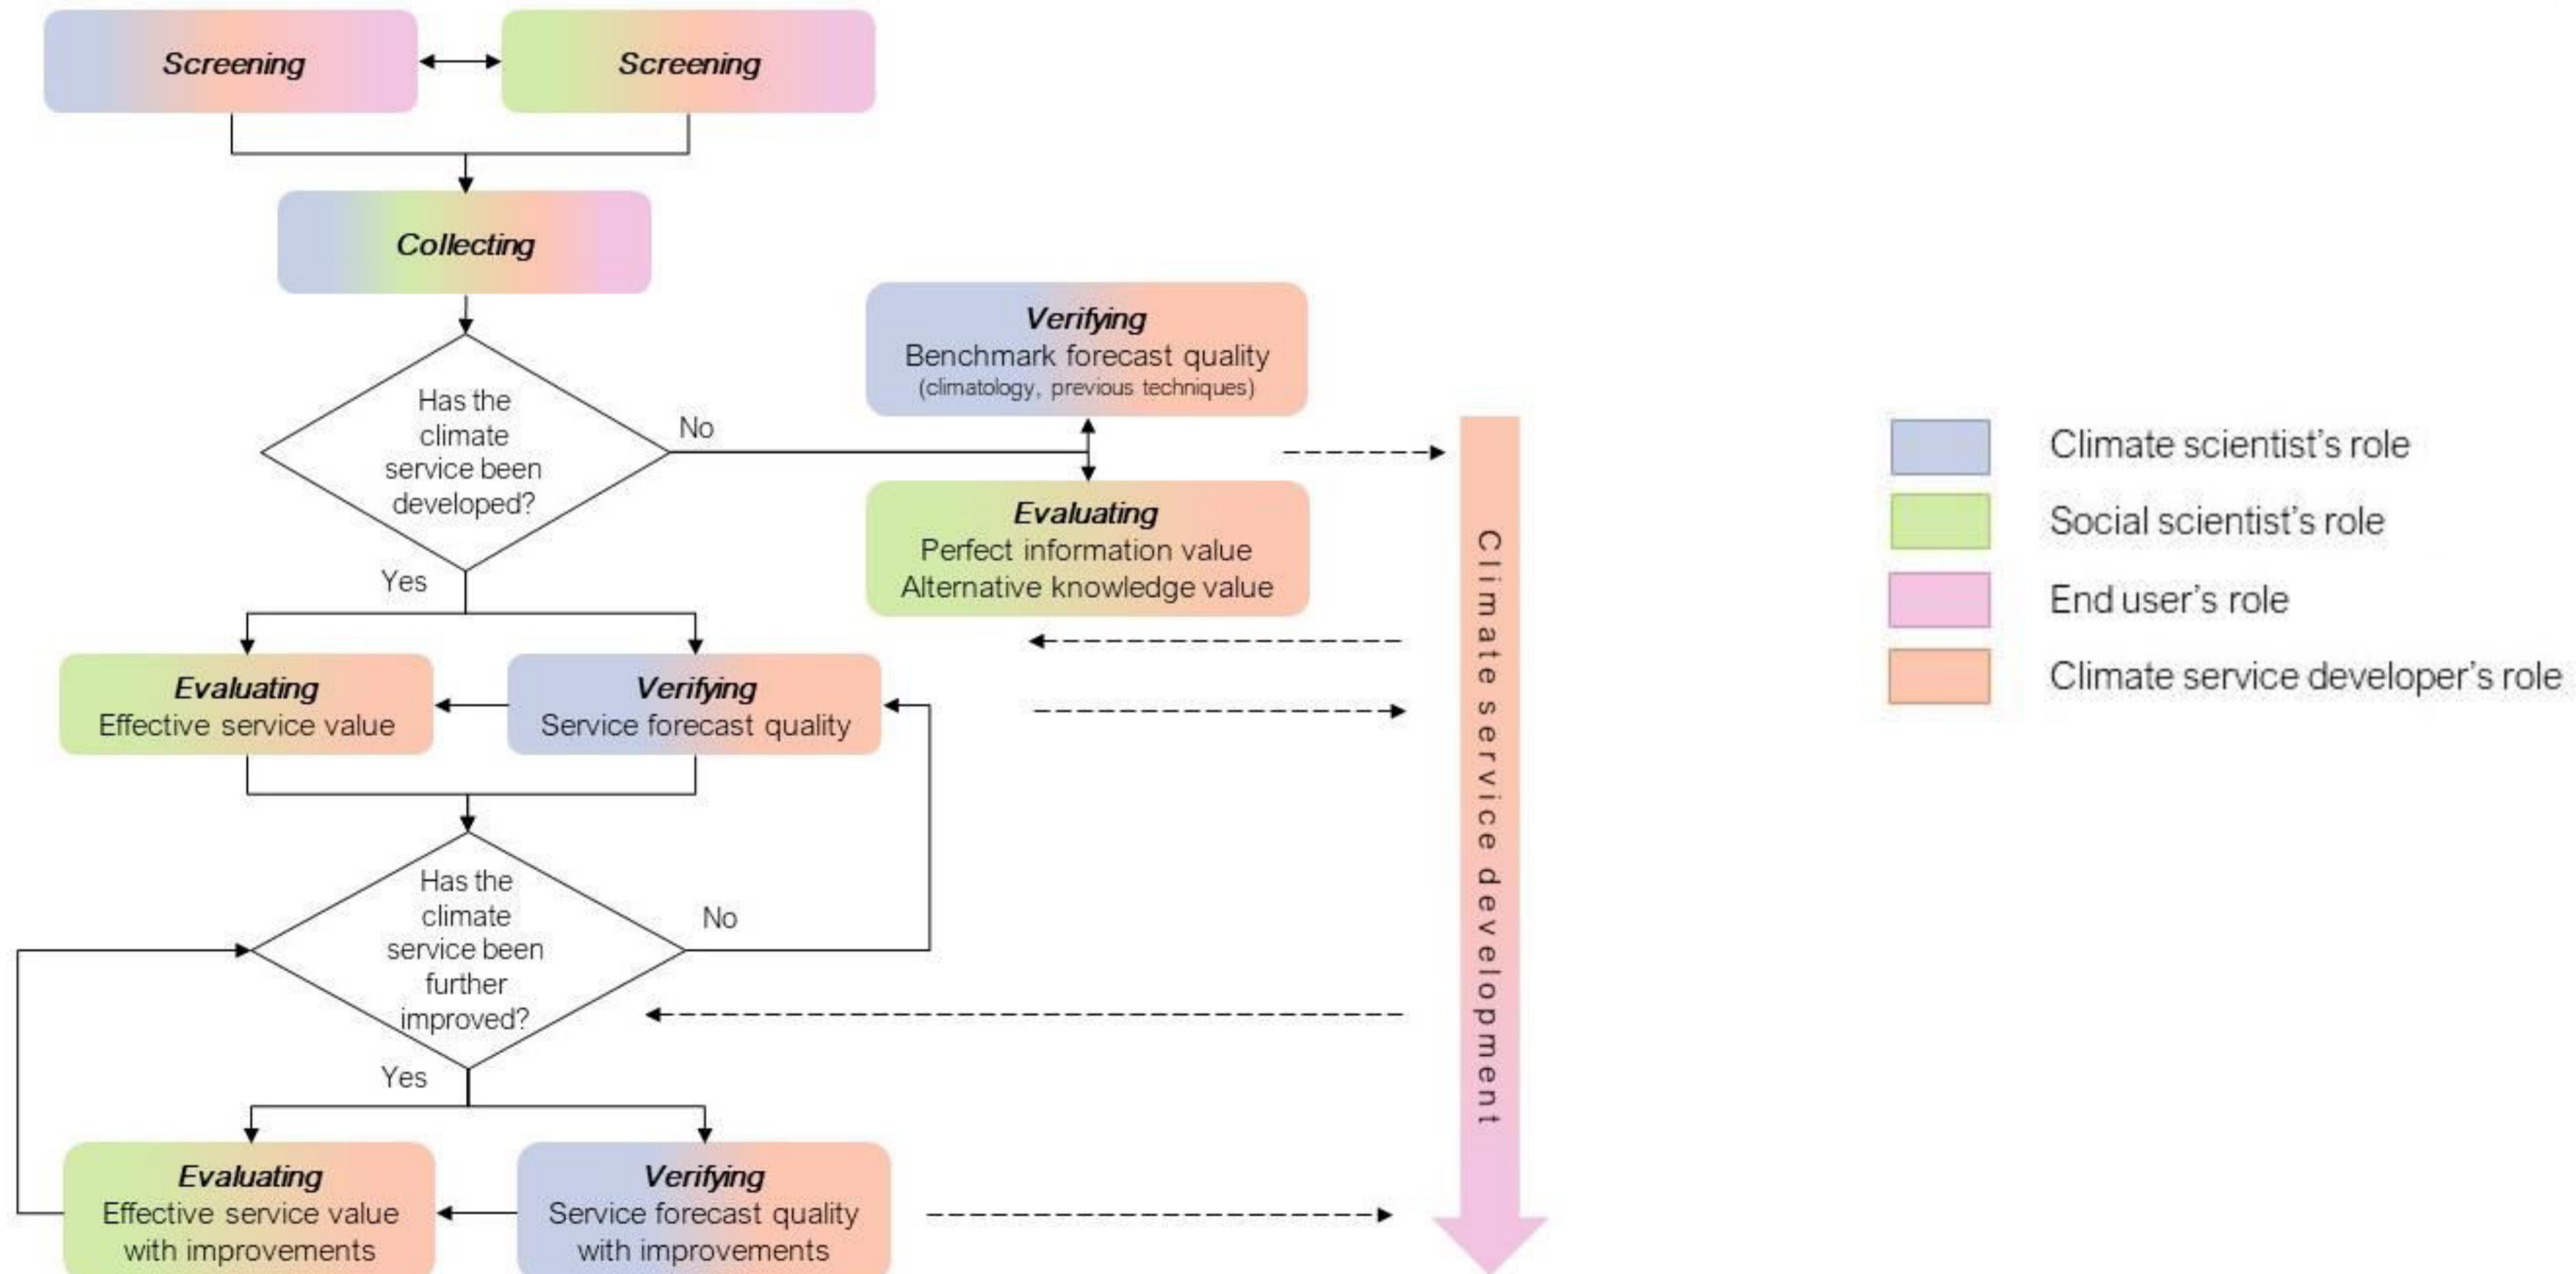 Screening
Screening
Collecting
Has the
climate
service been
developed?
No
Yes
Verifying
Benchmark forecast quality
(climatology, previous techniques)
Evaluating
Perfect information value
Alternative knowledge value
Evaluating
Effective service value
Verifying
Service forecast quality
Has the
climate
service been
further
improved?
No
Yes
Evaluating
Effective service value
with improvements
Verifying
Service forecast quality
with improvements
Climate service development
Climate scientist's role
Social scientist's role
End user's role
Climate service developer's role